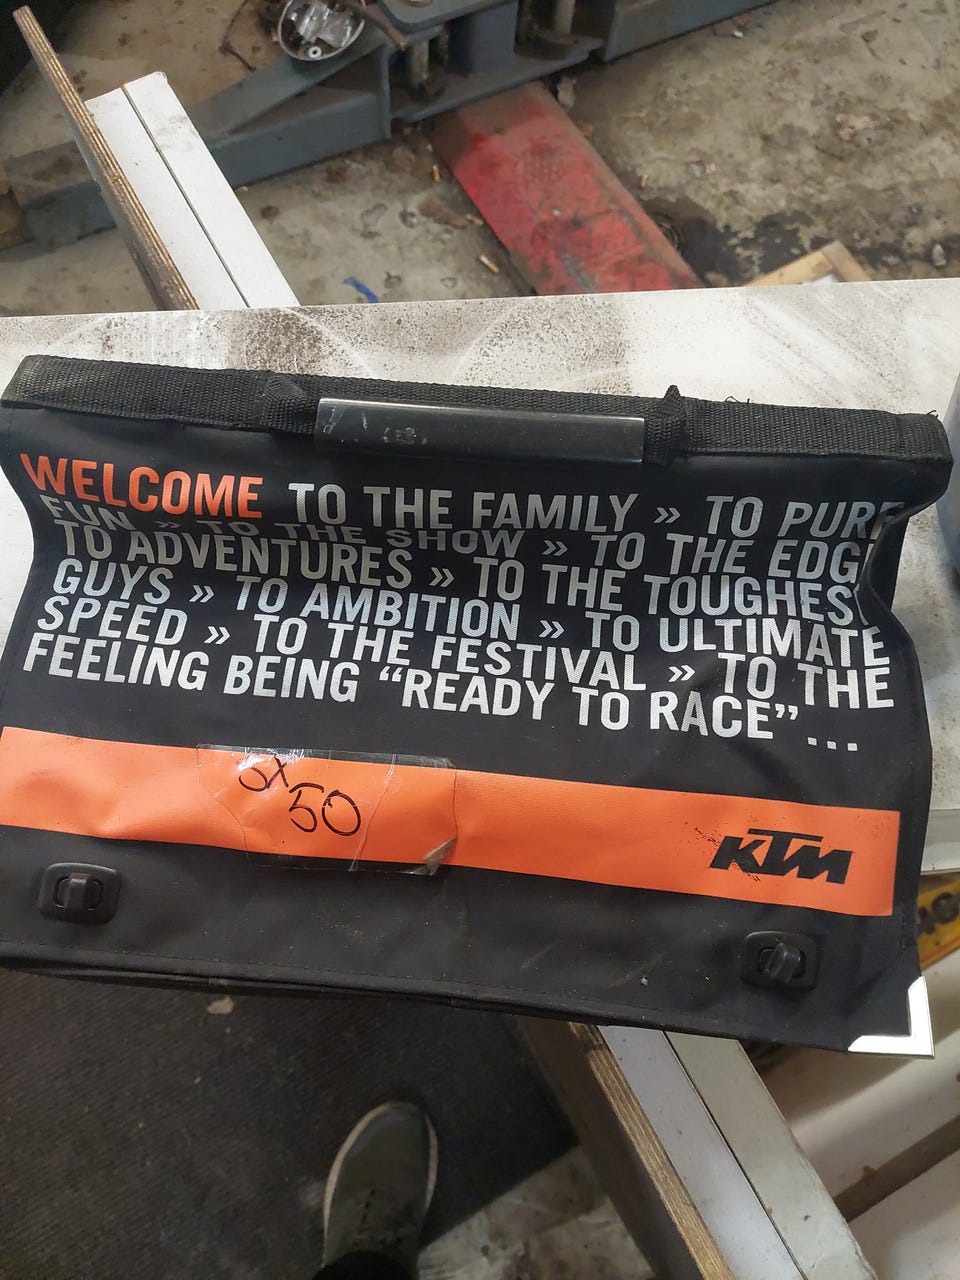 WELCOME TO THE FAMILY » TO PURE
FUN » TO THE SHOW » TO THE EDGE
TO ADVENTURES » TO THE TOUGHEST
GUYS » TO AMBITION » TO ULTIMATE
SPEED » TO THE FESTIVAL » TO THE
FEELING BEING “READY TO RACE” ...
SX
50
KTM